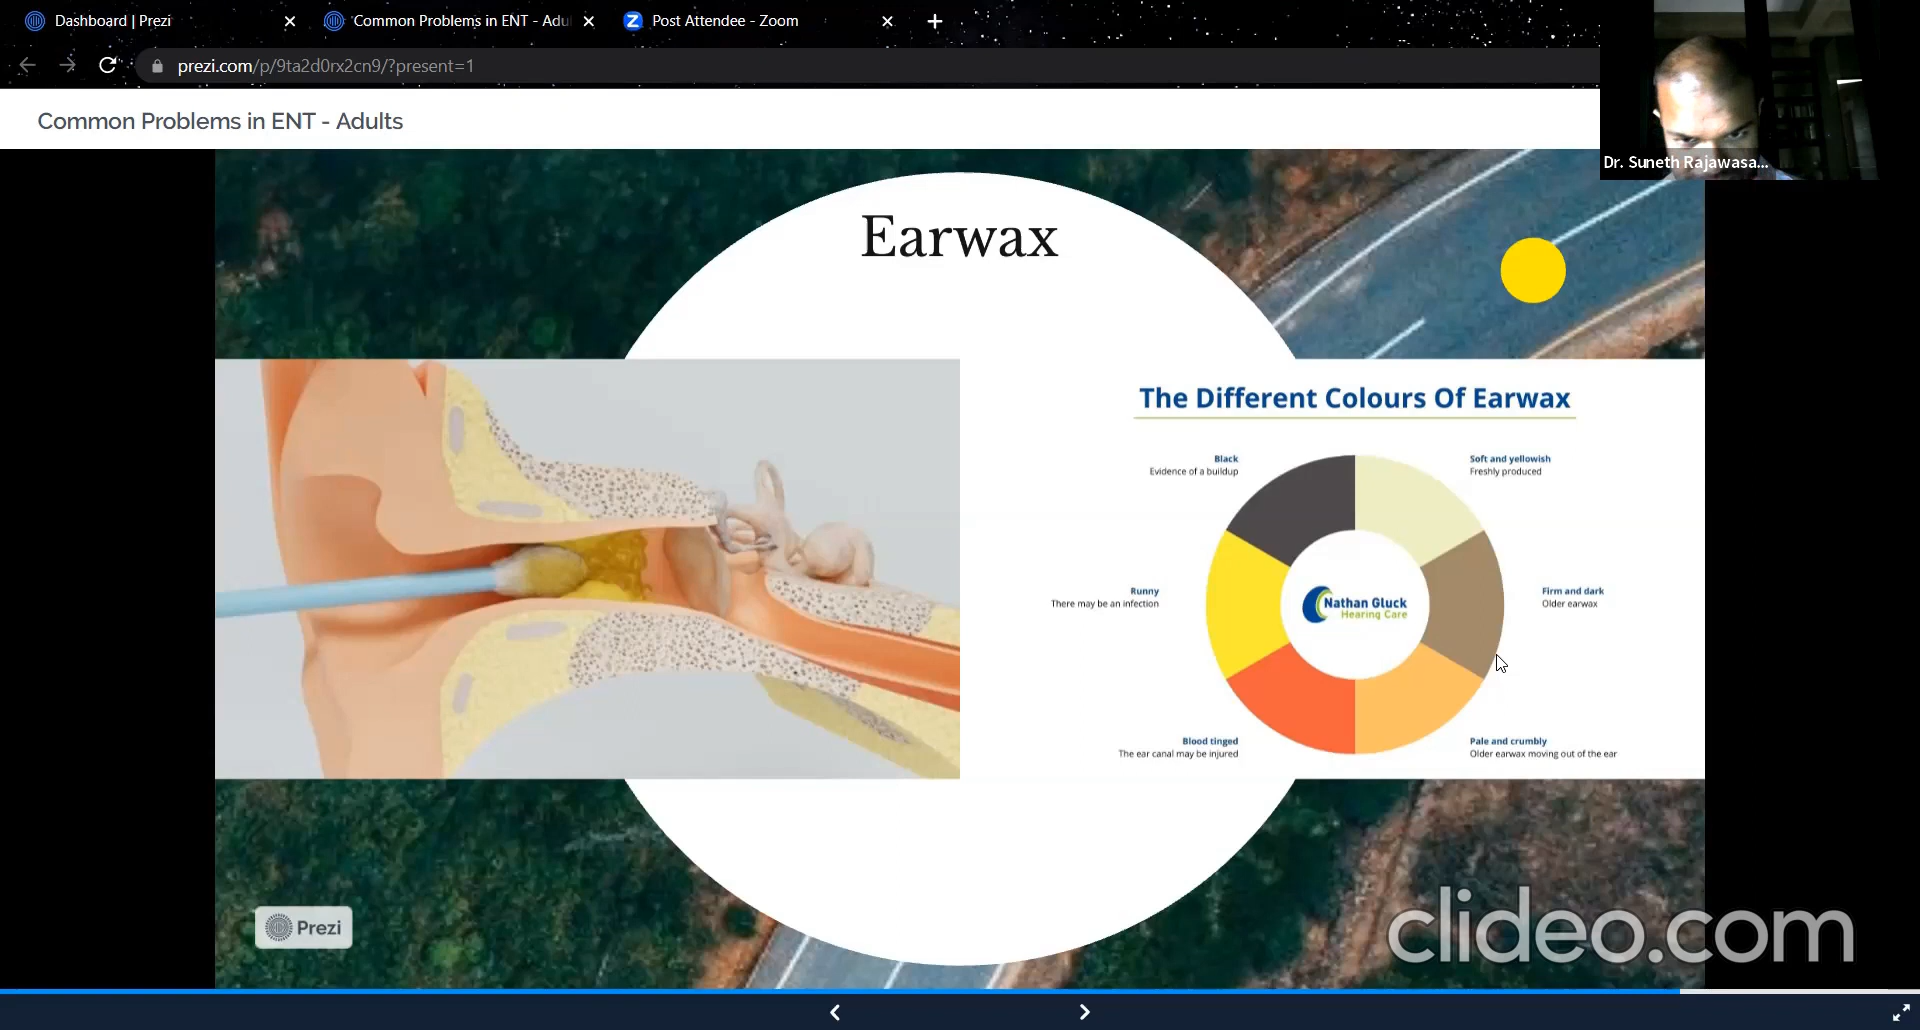 Dashboard | Prezi
Common Problems in ENT - Adul
Post Attendee - Zoom
prezi.com/p/9ta2d0rx2cn9/?present=1
Common Problems in ENT - Adults
Dr. Suneth Rajawasa...
Earwax
The Different Colours Of Earwax
Black
Evidence of a buildup
Soft and yellowish
Freshly produced
Runny
There may be an infection
Nathan Gluck
Hearing Care
Firm and dark
Older earwax
Blood tinged
The ear canal may be injured
Pale and crumbly
Older earwax moving out of the ear
Prezi
clideo.com